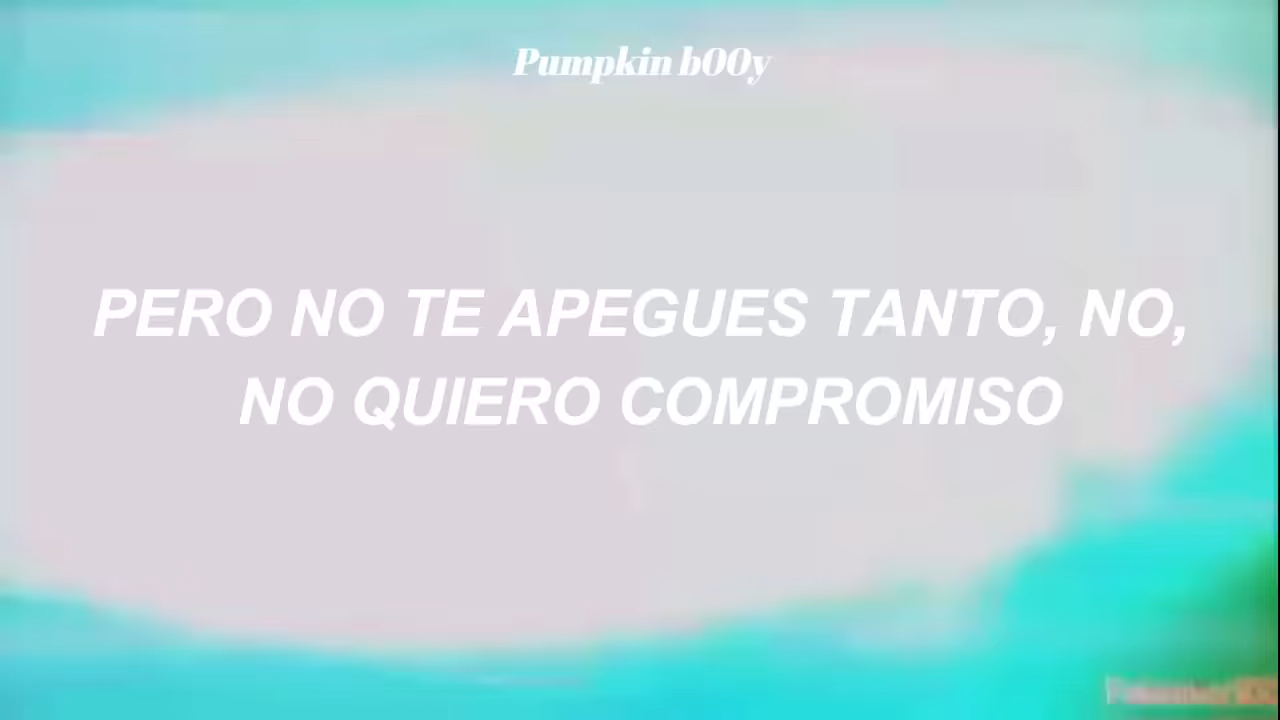 Pumpkin b00y
PERO NO TE APEGUES TANTO, NO,
NO QUIERO COMPROMISO